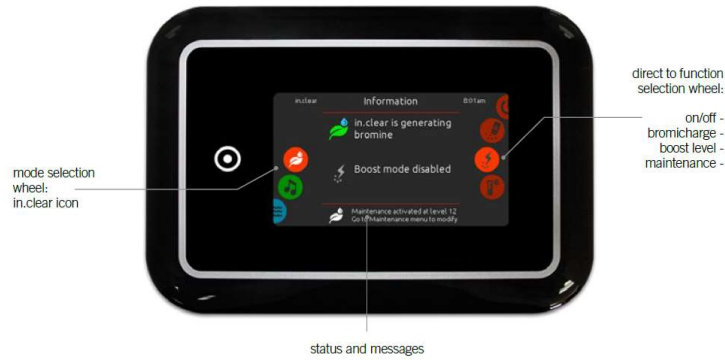 in.clear Information 8:01am
in.clear is generating
bromine
Boost mode disabled
Maintenance activated at level 12
Go to Maintenance menu to modify
mode selection
wheel:
in.clear icon
direct to function
selection wheel:
on/off -
bromicharge -
boost level -
maintenance -
status and messages